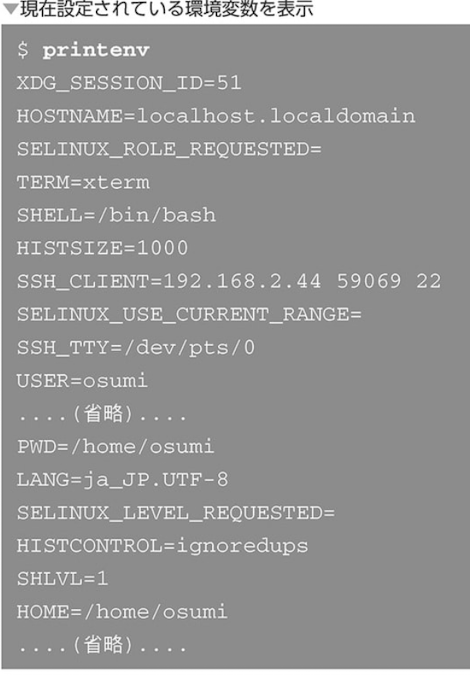 ▼現在設定されている環境変数を表示
$ printenv
XDG_SESSION_ID=51
HOSTNAME=localhost.localdomain
SELINUX_ROLE_REQUESTED=
TERM=xterm
SHELL=/bin/bash
HISTSIZE=1000
SSH_CLIENT=192.168.2.44 59069 22
SELINUX_USE_CURRENT_RANGE=
SSH_TTY=/dev/pts/0
USER=osumi
....(省略)....
PWD=/home/osumi
LANG=ja_JP.UTF-8
SELINUX_LEVEL_REQUESTED=
HISTCONTROL=ignoredups
SHLVL=1
HOME=/home/osumi
....(省略)....